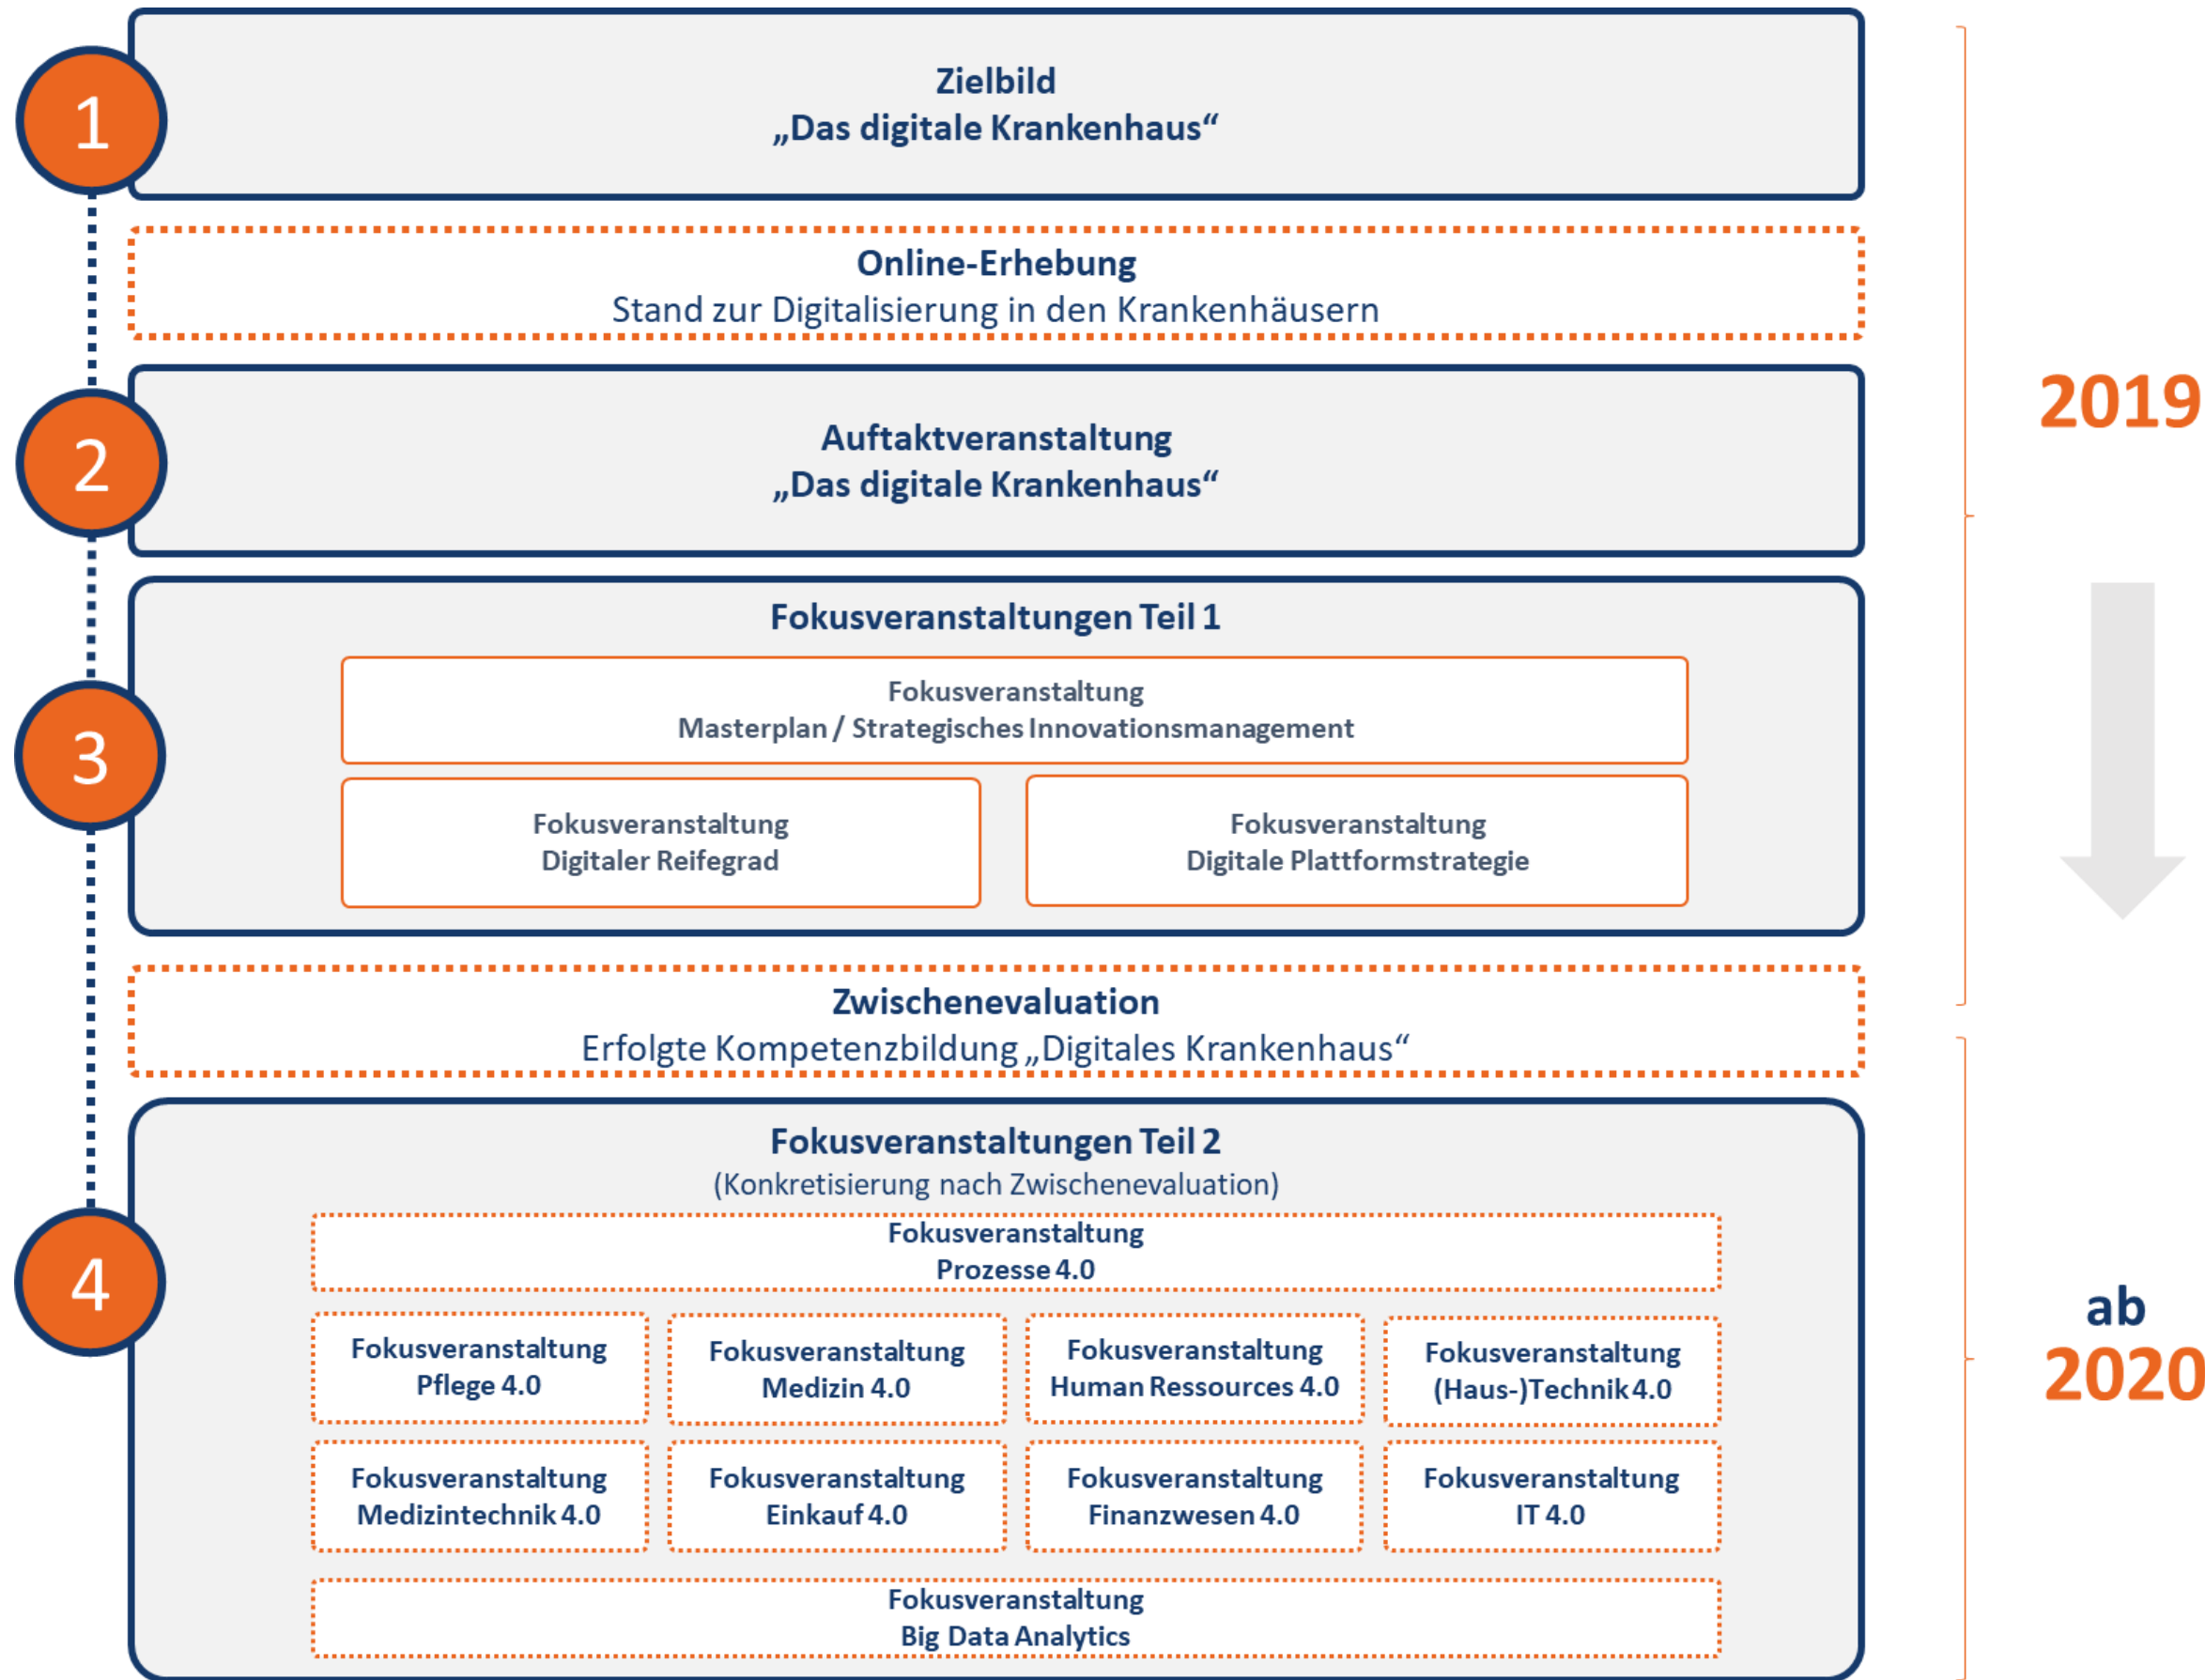 1
Zielbild
„Das digitale Krankenhaus“
Online-Erhebung
Stand zur Digitalisierung in den Krankenhäusern
2
Auftaktveranstaltung
„Das digitale Krankenhaus“
2019
3
Fokusveranstaltungen Teil 1
Fokusveranstaltung
Masterplan / Strategisches Innovationsmanagement
Fokusveranstaltung
Digitaler Reifegrad
Fokusveranstaltung
Digitale Plattformstrategie
Zwischenevaluation
Erfolgte Kompetenzbildung „Digitales Krankenhaus“
4
Fokusveranstaltungen Teil 2
(Konkretisierung nach Zwischenevaluation)
Fokusveranstaltung
Prozesse 4.0
Fokusveranstaltung
Pflege 4.0
Fokusveranstaltung
Medizin 4.0
Fokusveranstaltung
Human Ressources 4.0
Fokusveranstaltung
(Haus-)Technik 4.0
Fokusveranstaltung
Medizintechnik 4.0
Fokusveranstaltung
Einkauf 4.0
Fokusveranstaltung
Finanzwesen 4.0
Fokusveranstaltung
IT 4.0
Fokusveranstaltung
Big Data Analytics
ab
2020